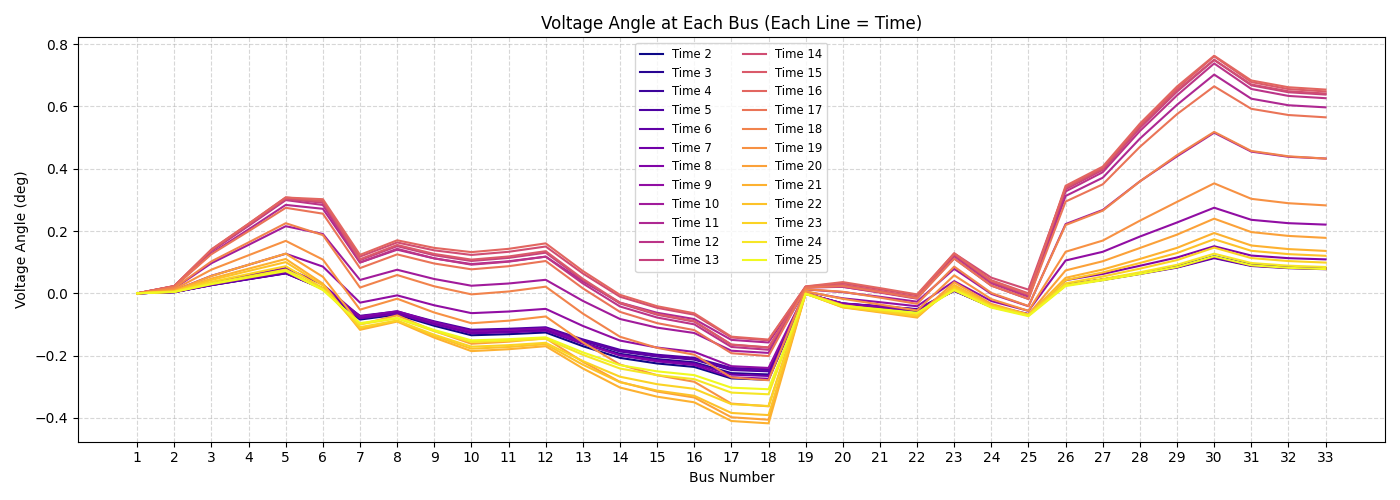 Voltage Angle at Each Bus (Each Line = Time)
Voltage Angle (deg)
0.8
0.6
0.4
0.2
0.0
−0.2
−0.4
Time 2
Time 3
Time 4
Time 5
Time 6
Time 7
Time 8
Time 9
Time 10
Time 11
Time 12
Time 13
Time 14
Time 15
Time 16
Time 17
Time 18
Time 19
Time 20
Time 21
Time 22
Time 23
Time 24
Time 25
1 2 3 4 5 6 7 8 9 10 11 12 13 14 15 16 17 18 19 20 21 22 23 24 25 26 27 28 29 30 31 32 33
Bus Number